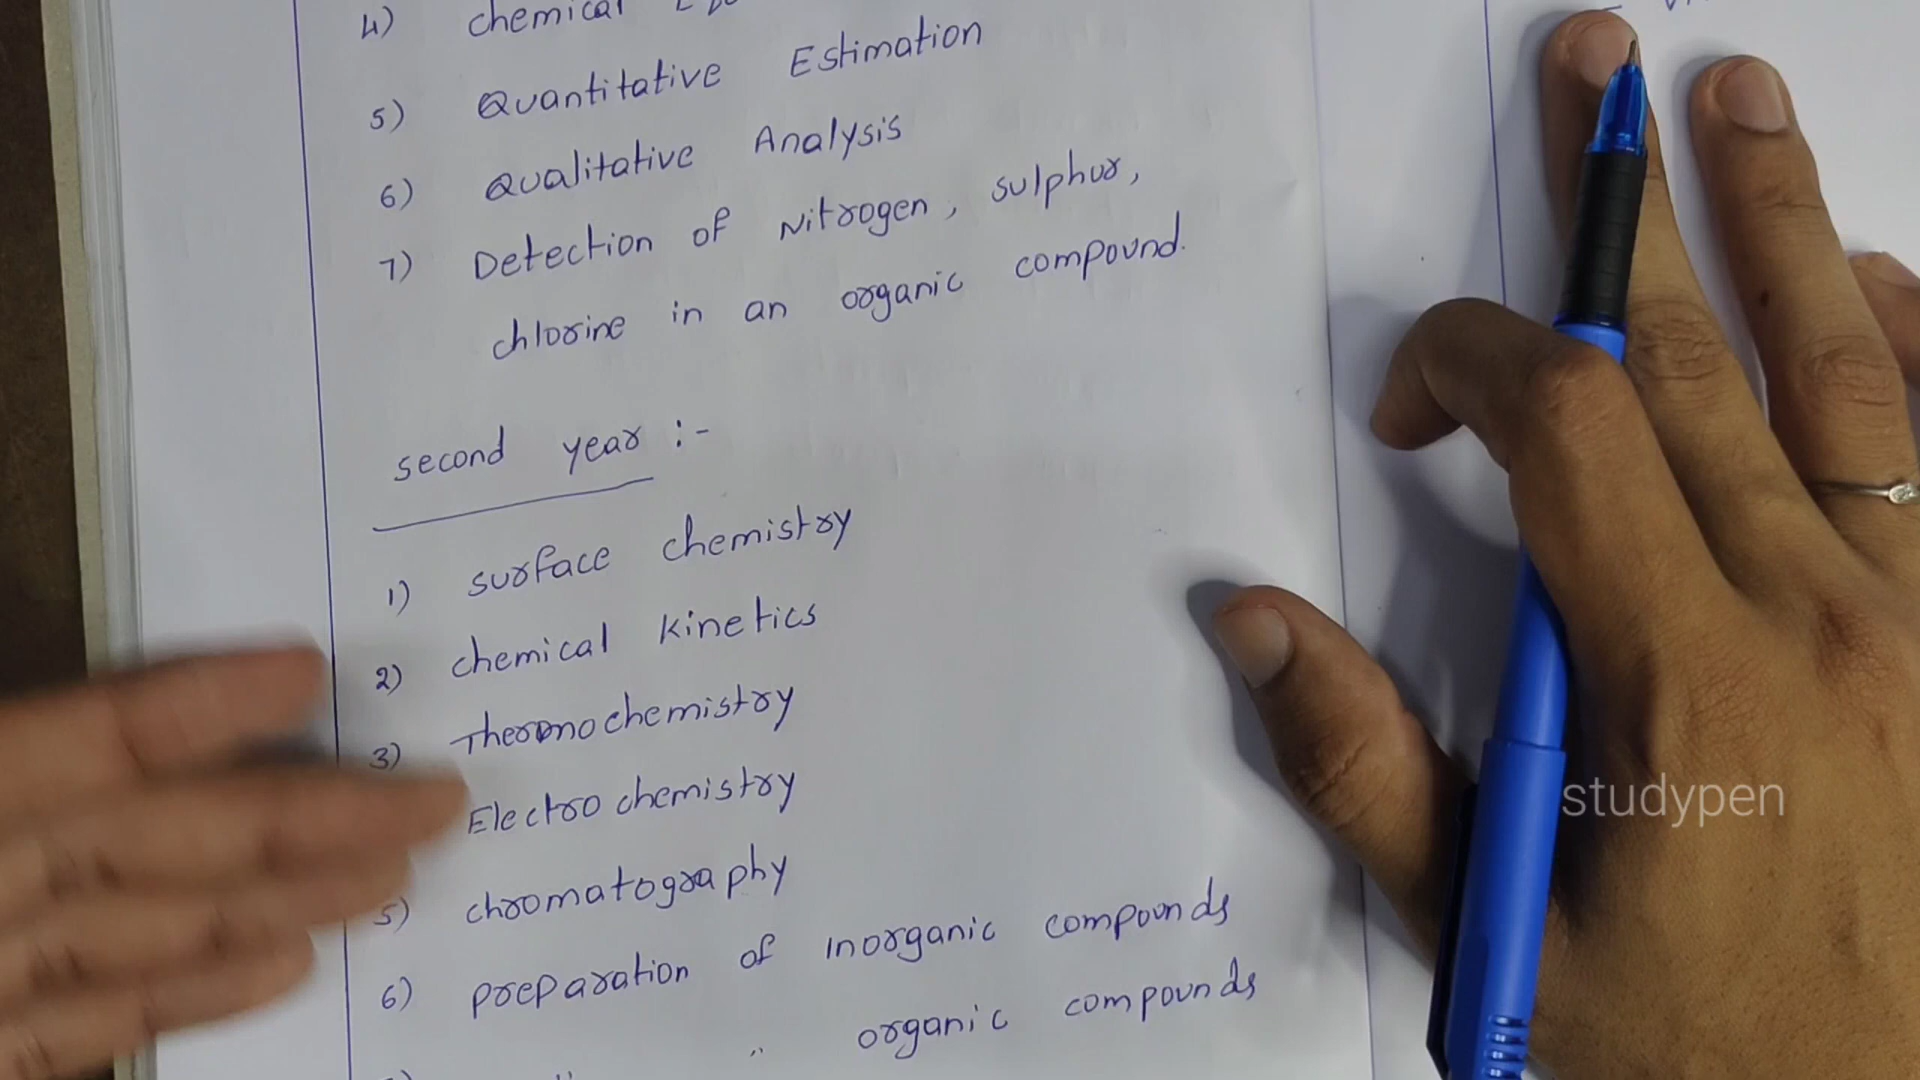 4) chemical
5) Quantitative Estimation
6) Qualitative Analysis
7) Detection of Nitrogen, sulphur,
chlorine in an organic compound.
second year :-
1) surface chemistry
2) chemical kinetics
3) Thermochemistry
Electrochemistry
5) chromatography
6) preparation of inorganic compounds
" organic compounds
studypen